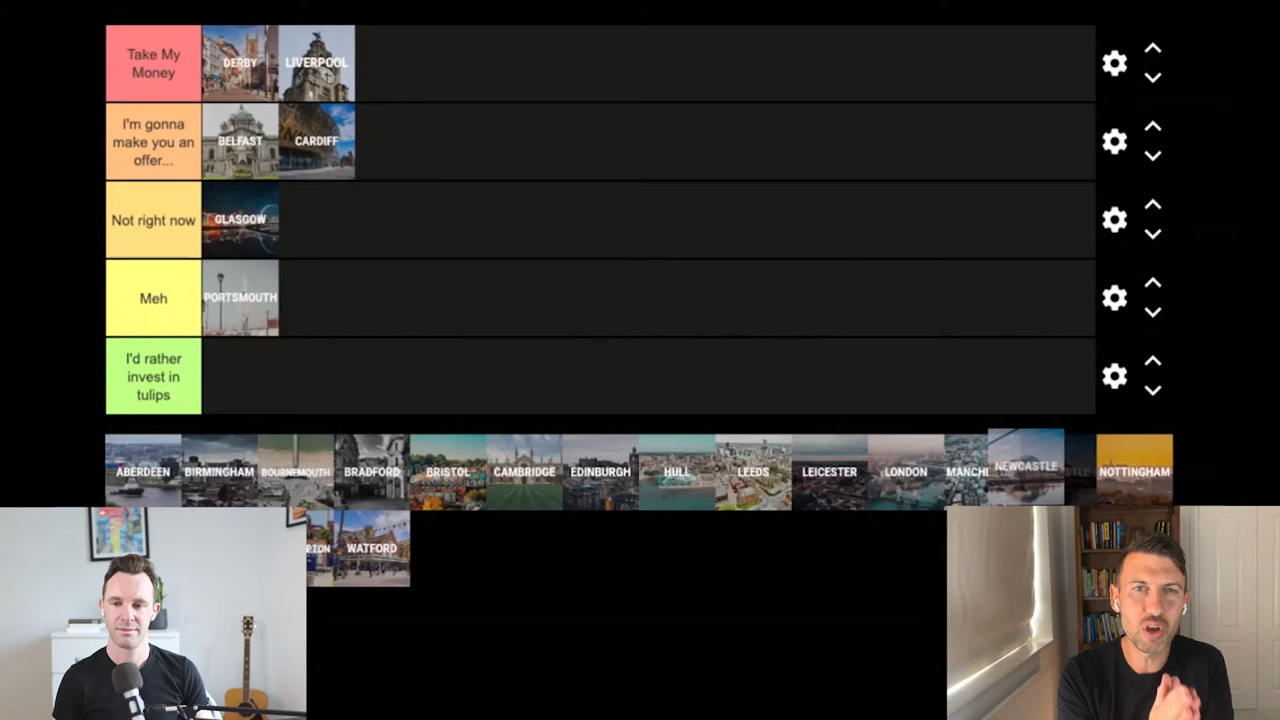 Take My
Money
DERBY
LIVERPOOL
I'm gonna
make you an
offer...
BELFAST
CARDIFF
Not right now
GLASGOW
Meh
PORTSMOUTH
I'd rather
invest in
tulips
ABERDEEN
BIRMINGHAM
BOURNEMOUTH
BRADFORD
BRISTOL
CAMBRIDGE
EDINBURGH
HULL
LEEDS
LEICESTER
LONDON
MANCH
NEWCASTLE
NOTTINGHAM
WATFORD